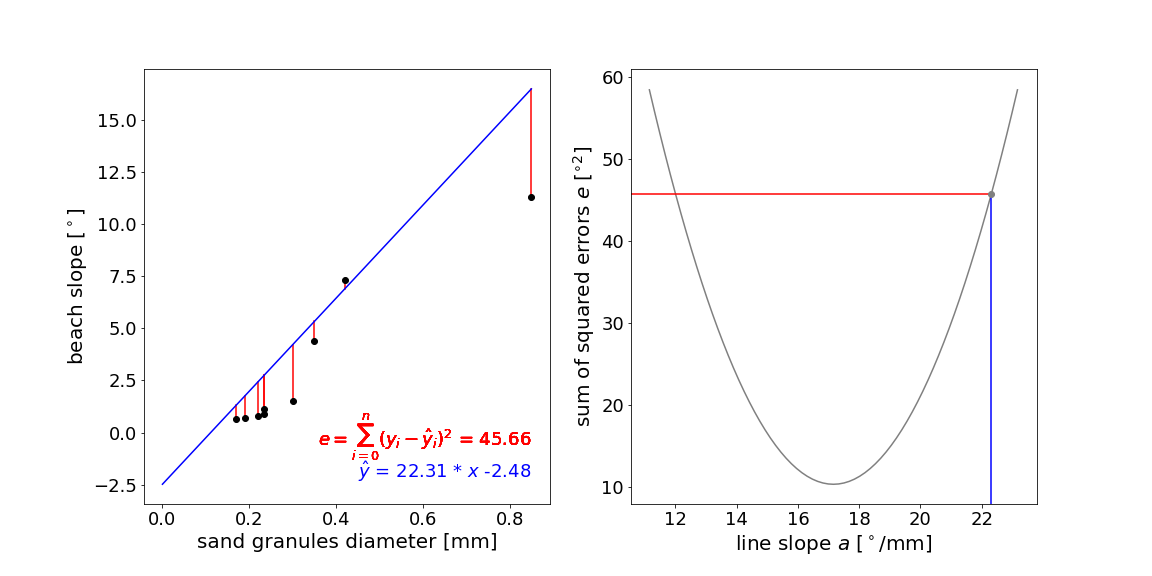 15.0
12.5
10.0
7.5
5.0
2.5
0.0
−2.5
beach slope [°]
e = ∑ⁿᵢ₌₀ (yᵢ − ŷᵢ)² = 45.66
ŷ = 22.31 * x -2.48
0.0 0.2 0.4 0.6 0.8
sand granules diameter [mm]
60
50
40
30
20
10
sum of squared errors e [°²]
12 14 16 18 20 22
line slope a [°/mm]